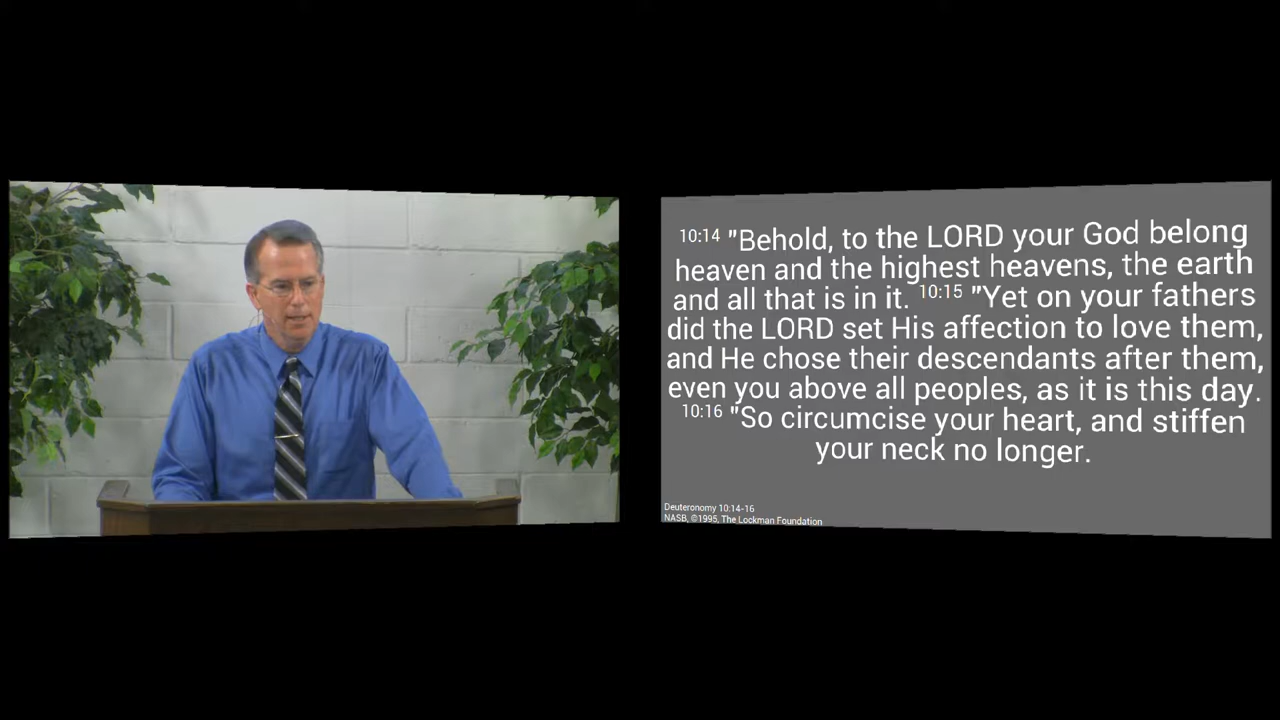 10:14 "Behold, to the LORD your God belong
heaven and the highest heavens, the earth
and all that is in it. 10:15 "Yet on your fathers
did the LORD set His affection to love them,
and He chose their descendants after them,
even you above all peoples, as it is this day.
10:16 "So circumcise your heart, and stiffen
your neck no longer.
Deuteronomy 10:14-16
NASB, ©1995, The Lockman Foundation